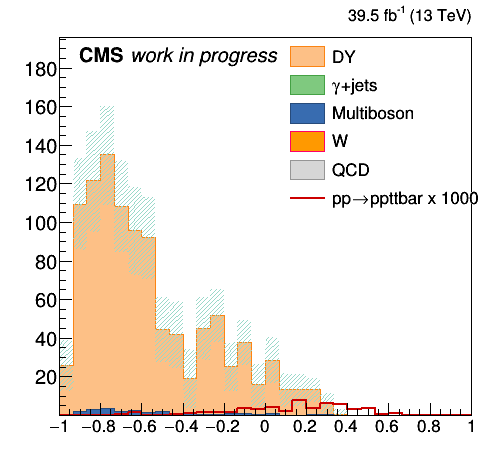 39.5 fb⁻¹ (13 TeV)
CMS work in progress
DY
γ+jets
Multiboson
W
QCD
pp→ppttbar x 1000
180
160
140
120
100
80
60
40
20
−1 −0.8 −0.6 −0.4 −0.2 0 0.2 0.4 0.6 0.8 1